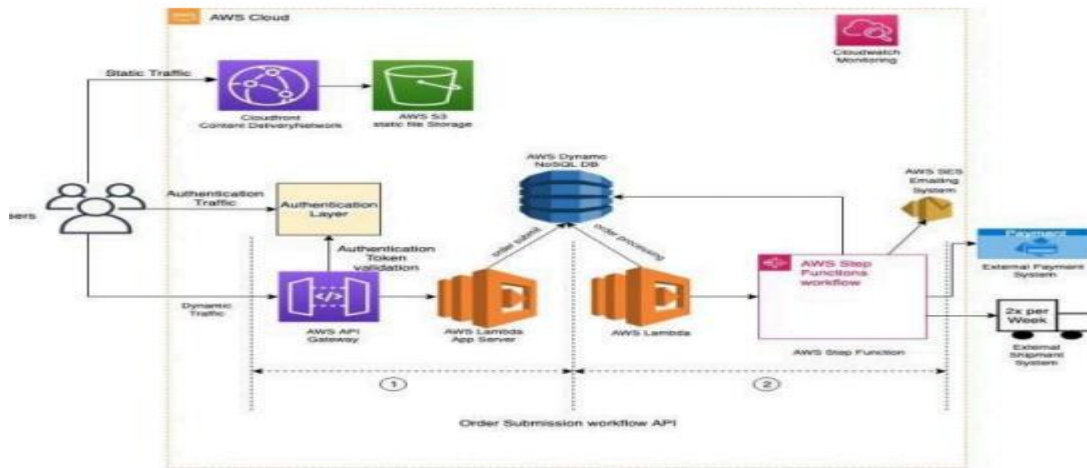 AWS Cloud
Cloudwatch
Monitoring
Static Traffic
Cloudfront
Content DeliveryNetwork
AWS S3
static file Storage
AWS Dynamo
NoSQL DB
AWS SES
Emailing
System
sers
Authentication
Traffic
Authentication
Layer
Authentication
Token
validation
order submit
order processing
AWS Step
Functions
workflow
Payment
External Payment
System
Dynamic
Traffic
AWS API
Gateway
AWS Lambda
App Server
AWS Lambda
AWS Step Function
2x per
Week
External
Shipmant
System
1
2
Order Submission workflow API